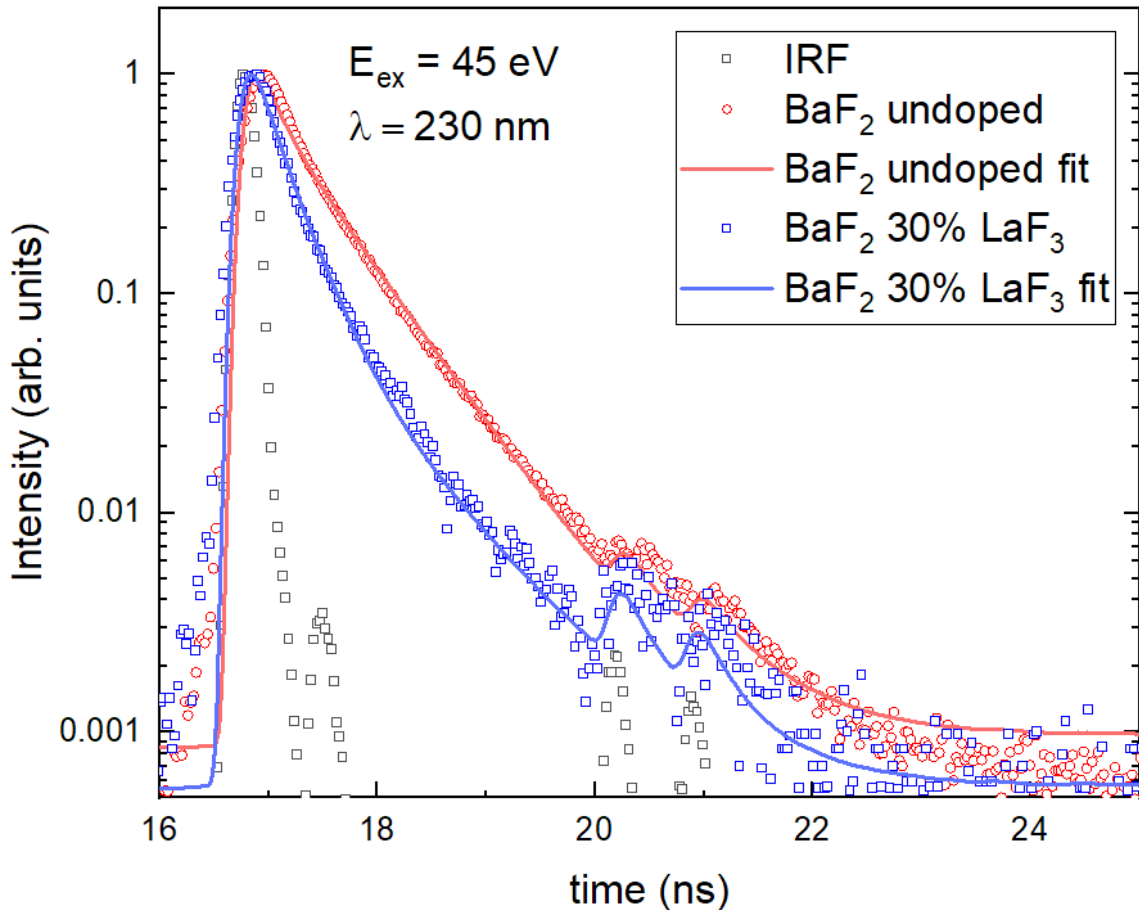 E_ex = 45 eV
λ = 230 nm
IRF
BaF₂ undoped
BaF₂ undoped fit
BaF₂ 30% LaF₃
BaF₂ 30% LaF₃ fit
Intensity (arb. units)
1
0.1
0.01
0.001
16
18
20
22
24
time (ns)